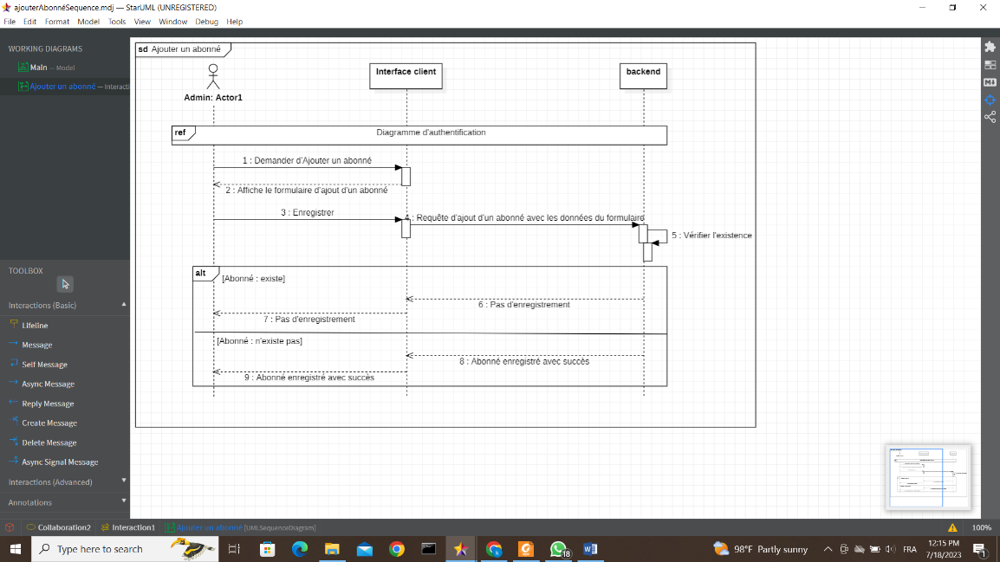 ajouterAbonnéSequence.mdj — StarUML (UNREGISTERED)
File Edit Format Model Tools View Window Debug Help
WORKING DIAGRAMS
Main — Model
Ajouter un abonné — Interacti
sd Ajouter un abonné
Admin: Actor1
Interface client
backend
ref
Diagramme d'authentification
1 : Demander d'Ajouter un abonné
2 : Affiche le formulaire d'ajout d'un abonné
3 : Enregistrer
4 : Requête d'ajout d'un abonné avec les données du formulaire
5 : Vérifier l'existence
alt
[Abonné : existe]
6 : Pas d'enregistrement
7 : Pas d'enregistrement
[Abonné : n'existe pas]
8 : Abonné enregistré avec succès
9 : Abonné enregistré avec succès
TOOLBOX
Interactions (Basic)
Lifeline
Message
Self Message
Async Message
Reply Message
Create Message
Delete Message
Async Signal Message
Interactions (Advanced)
Annotations
Collaboration2 Interaction1 Ajouter un abonné [UMLSequenceDiagram]
100%
Type here to search
18
98°F Partly sunny
FRA
12:15 PM
7/18/2023
1